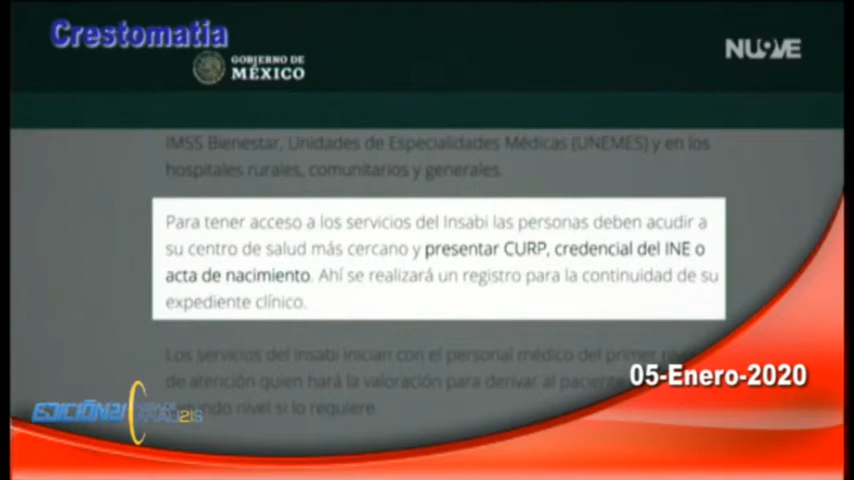 Crestomatia
GOBIERNO DE
MÉXICO
NU9VE
IMSS Bienestar, Unidades de Especialidades Médicas (UNEMES) y en los
hospitales rurales, comunitarios y generales.
Para tener acceso a los servicios del Insabi las personas deben acudir a
su centro de salud más cercano y presentar CURP, credencial del INE o
acta de nacimiento. Ahí se realizará un registro para la continuidad de su
expediente clínico.
Los servicios del Insabi inician con el personal médico del primer
de atención quien hará la valoración para derivar al paciente
segundo nivel si lo requiere.
05-Enero-2020